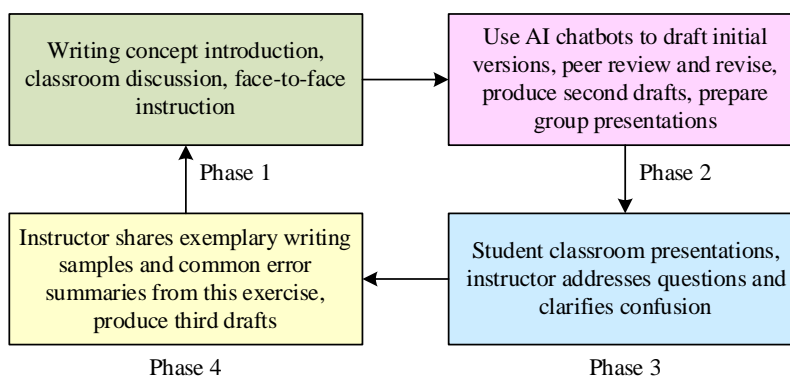 Writing concept introduction,
classroom discussion, face-to-face
instruction
Phase 1
Use AI chatbots to draft initial
versions, peer review and revise,
produce second drafts, prepare
group presentations
Phase 2
Student classroom presentations,
instructor addresses questions and
clarifies confusion
Phase 3
Instructor shares exemplary writing
samples and common error
summaries from this exercise,
produce third drafts
Phase 4